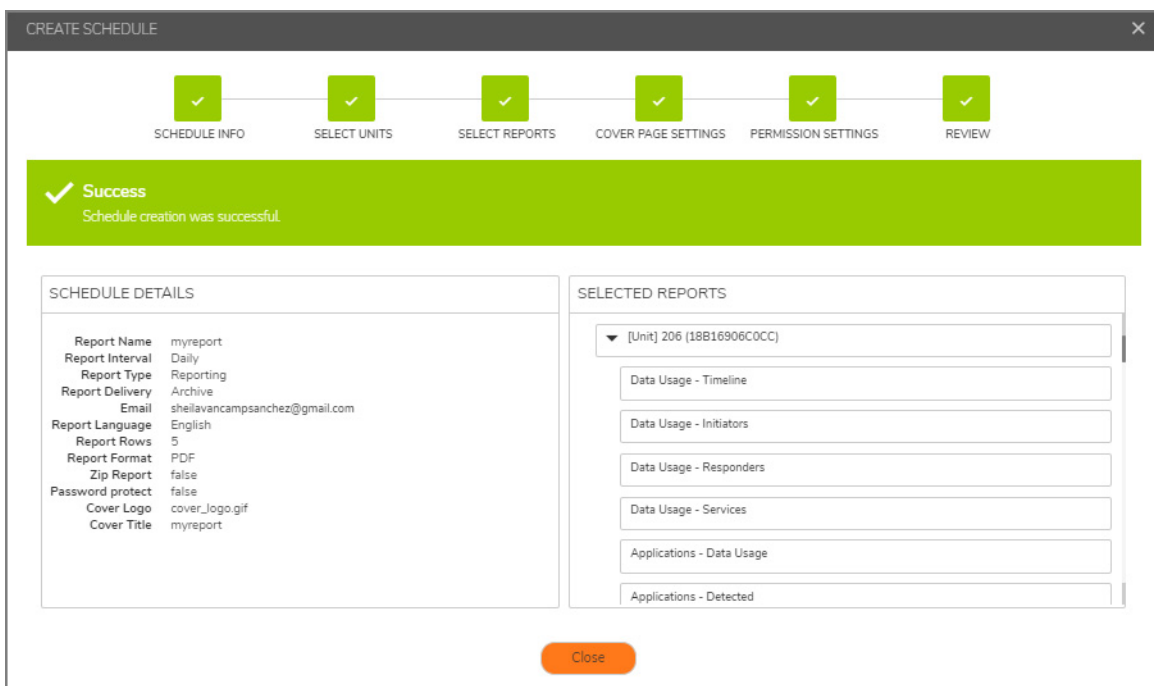 CREATE SCHEDULE
SCHEDULE INFO
SELECT UNITS
SELECT REPORTS
COVER PAGE SETTINGS
PERMISSION SETTINGS
REVIEW
Success
Schedule creation was successful.
SCHEDULE DETAILS
Report Name myreport
Report Interval Daily
Report Type Reporting
Report Delivery Archive
Email sheilavancampsanchez@gmail.com
Report Language English
Report Rows 5
Report Format PDF
Zip Report false
Password protect false
Cover Logo cover_logo.gif
Cover Title myreport
SELECTED REPORTS
[Unit] 206 (18B16906C0CC)
Data Usage - Timeline
Data Usage - Initiators
Data Usage - Responders
Data Usage - Services
Applications - Data Usage
Applications - Detected
Close